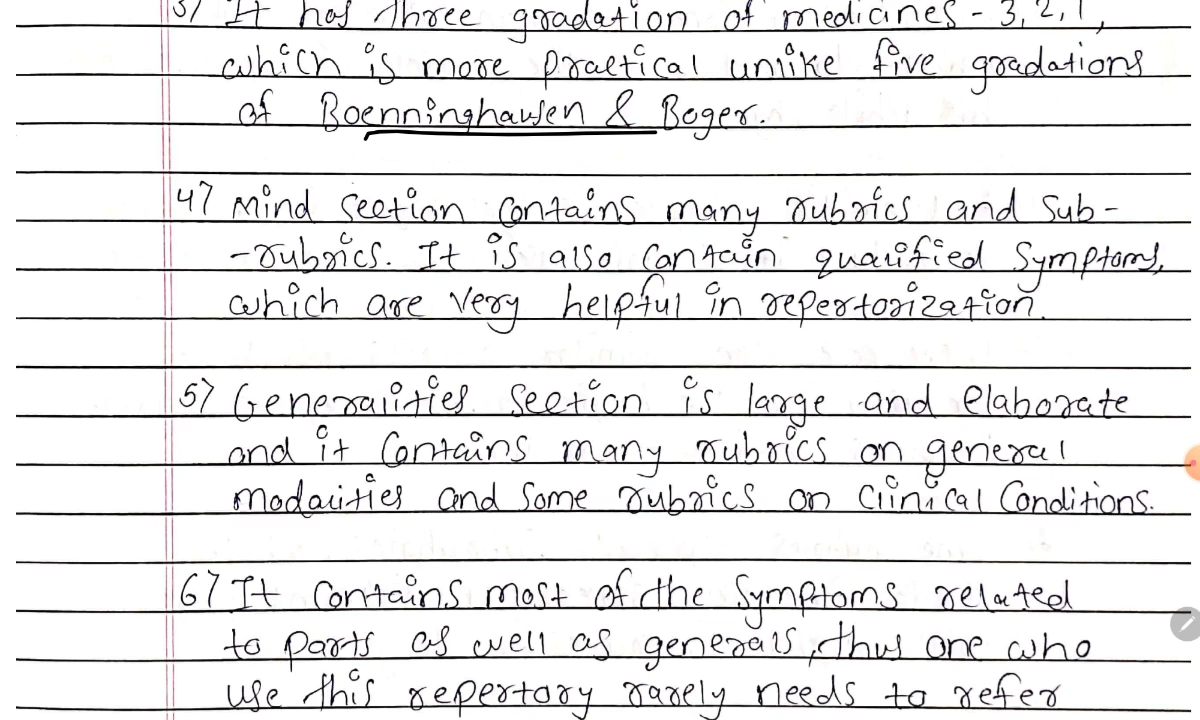 3) It has three gradation of medicines - 3, 2, 1,
which is more practical unlike five gradations
of Boenninghausen & Boger.
4) Mind section contains many rubrics and Sub-
-rubrics. It is also contain qualified symptoms,
which are very helpful in repertorization.
5) Generalities section is large and elaborate
and it contains many rubrics on general
modalities and some rubrics on clinical conditions.
6) It contains most of the symptoms related
to parts as well as generals, thus one who
use this repertory rarely needs to refer